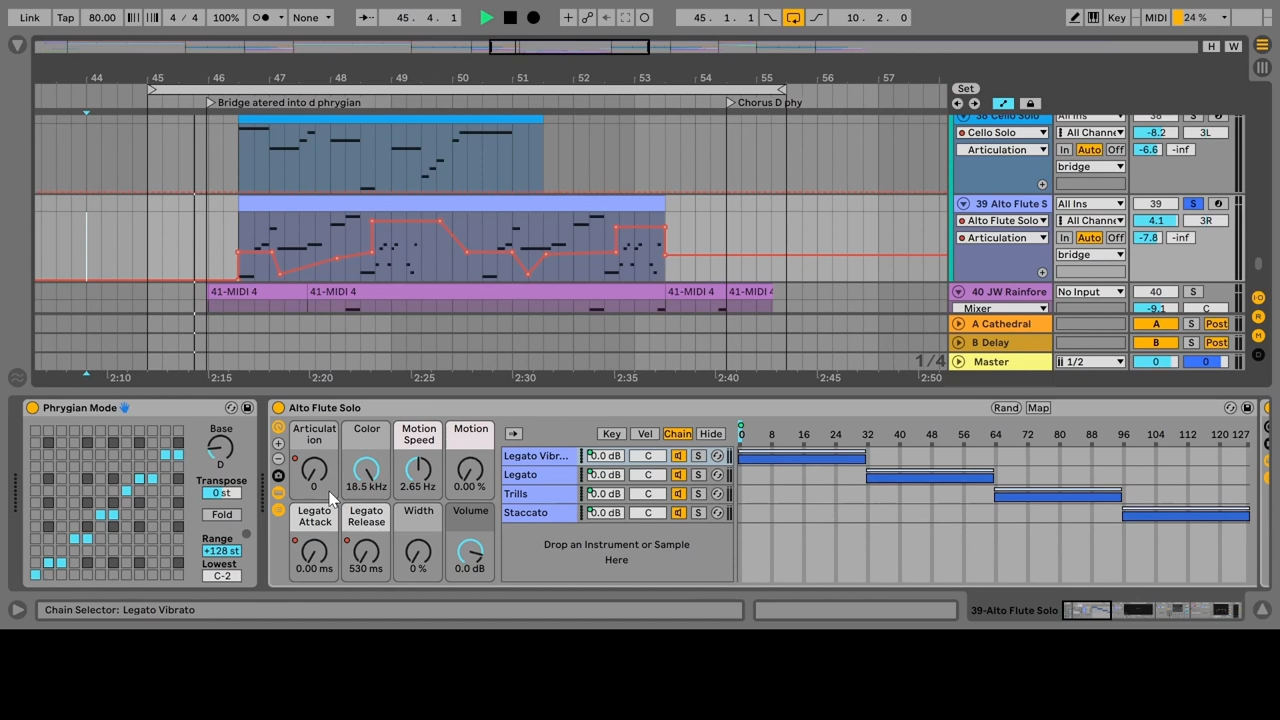 Link Tap 80.00 4 / 4 100% None 45. 4. 1 45. 1. 1 10. 2. 0 Key MIDI 24 %
H W
44 45 46 47 48 49 50 51 52 53 54 55 56 57
Set
Bridge atered into d phrygian Chorus D phy
38 Cello Solo All Ins 38
Cello Solo All Channe -8.2 3L
Articulation In Auto Off -6.6 -inf
bridge
39 Alto Flute S All Ins 39 S
Alto Flute Solo All Channe 4.1 3R
Articulation In Auto Off -7.8 -inf
bridge
41-MIDI 4 41-MIDI 4 41-MIDI 4 41-MIDI 4 40 JW Rainfore No Input 40 S
Mixer -9.1 C
A Cathedral A S Post
B Delay B S Post
1/4 Master 1/2 0 0
2:10 2:15 2:20 2:25 2:30 2:35 2:40 2:45 2:50
Phrygian Mode
Base
D
Transpose
0 st
Fold
Range
+128 st
Lowest
C-2
Alto Flute Solo Rand Map
Articulat
ion
0
Color
18.5 kHz
Motion
Speed
2.65 Hz
Motion
0.00 %
Legato
Attack
0.00 ms
Legato
Release
530 ms
Width
0 %
Volume
0.0 dB
Key Vel Chain Hide
0 8 16 24 32 40 48 56 64 72 80 88 96 104 112 120 127
Legato Vibr... 0.0 dB C S
Legato 0.0 dB C S
Trills 0.0 dB C S
Staccato 0.0 dB C S
Drop an Instrument or Sample
Here
Chain Selector: Legato Vibrato 39-Alto Flute Solo